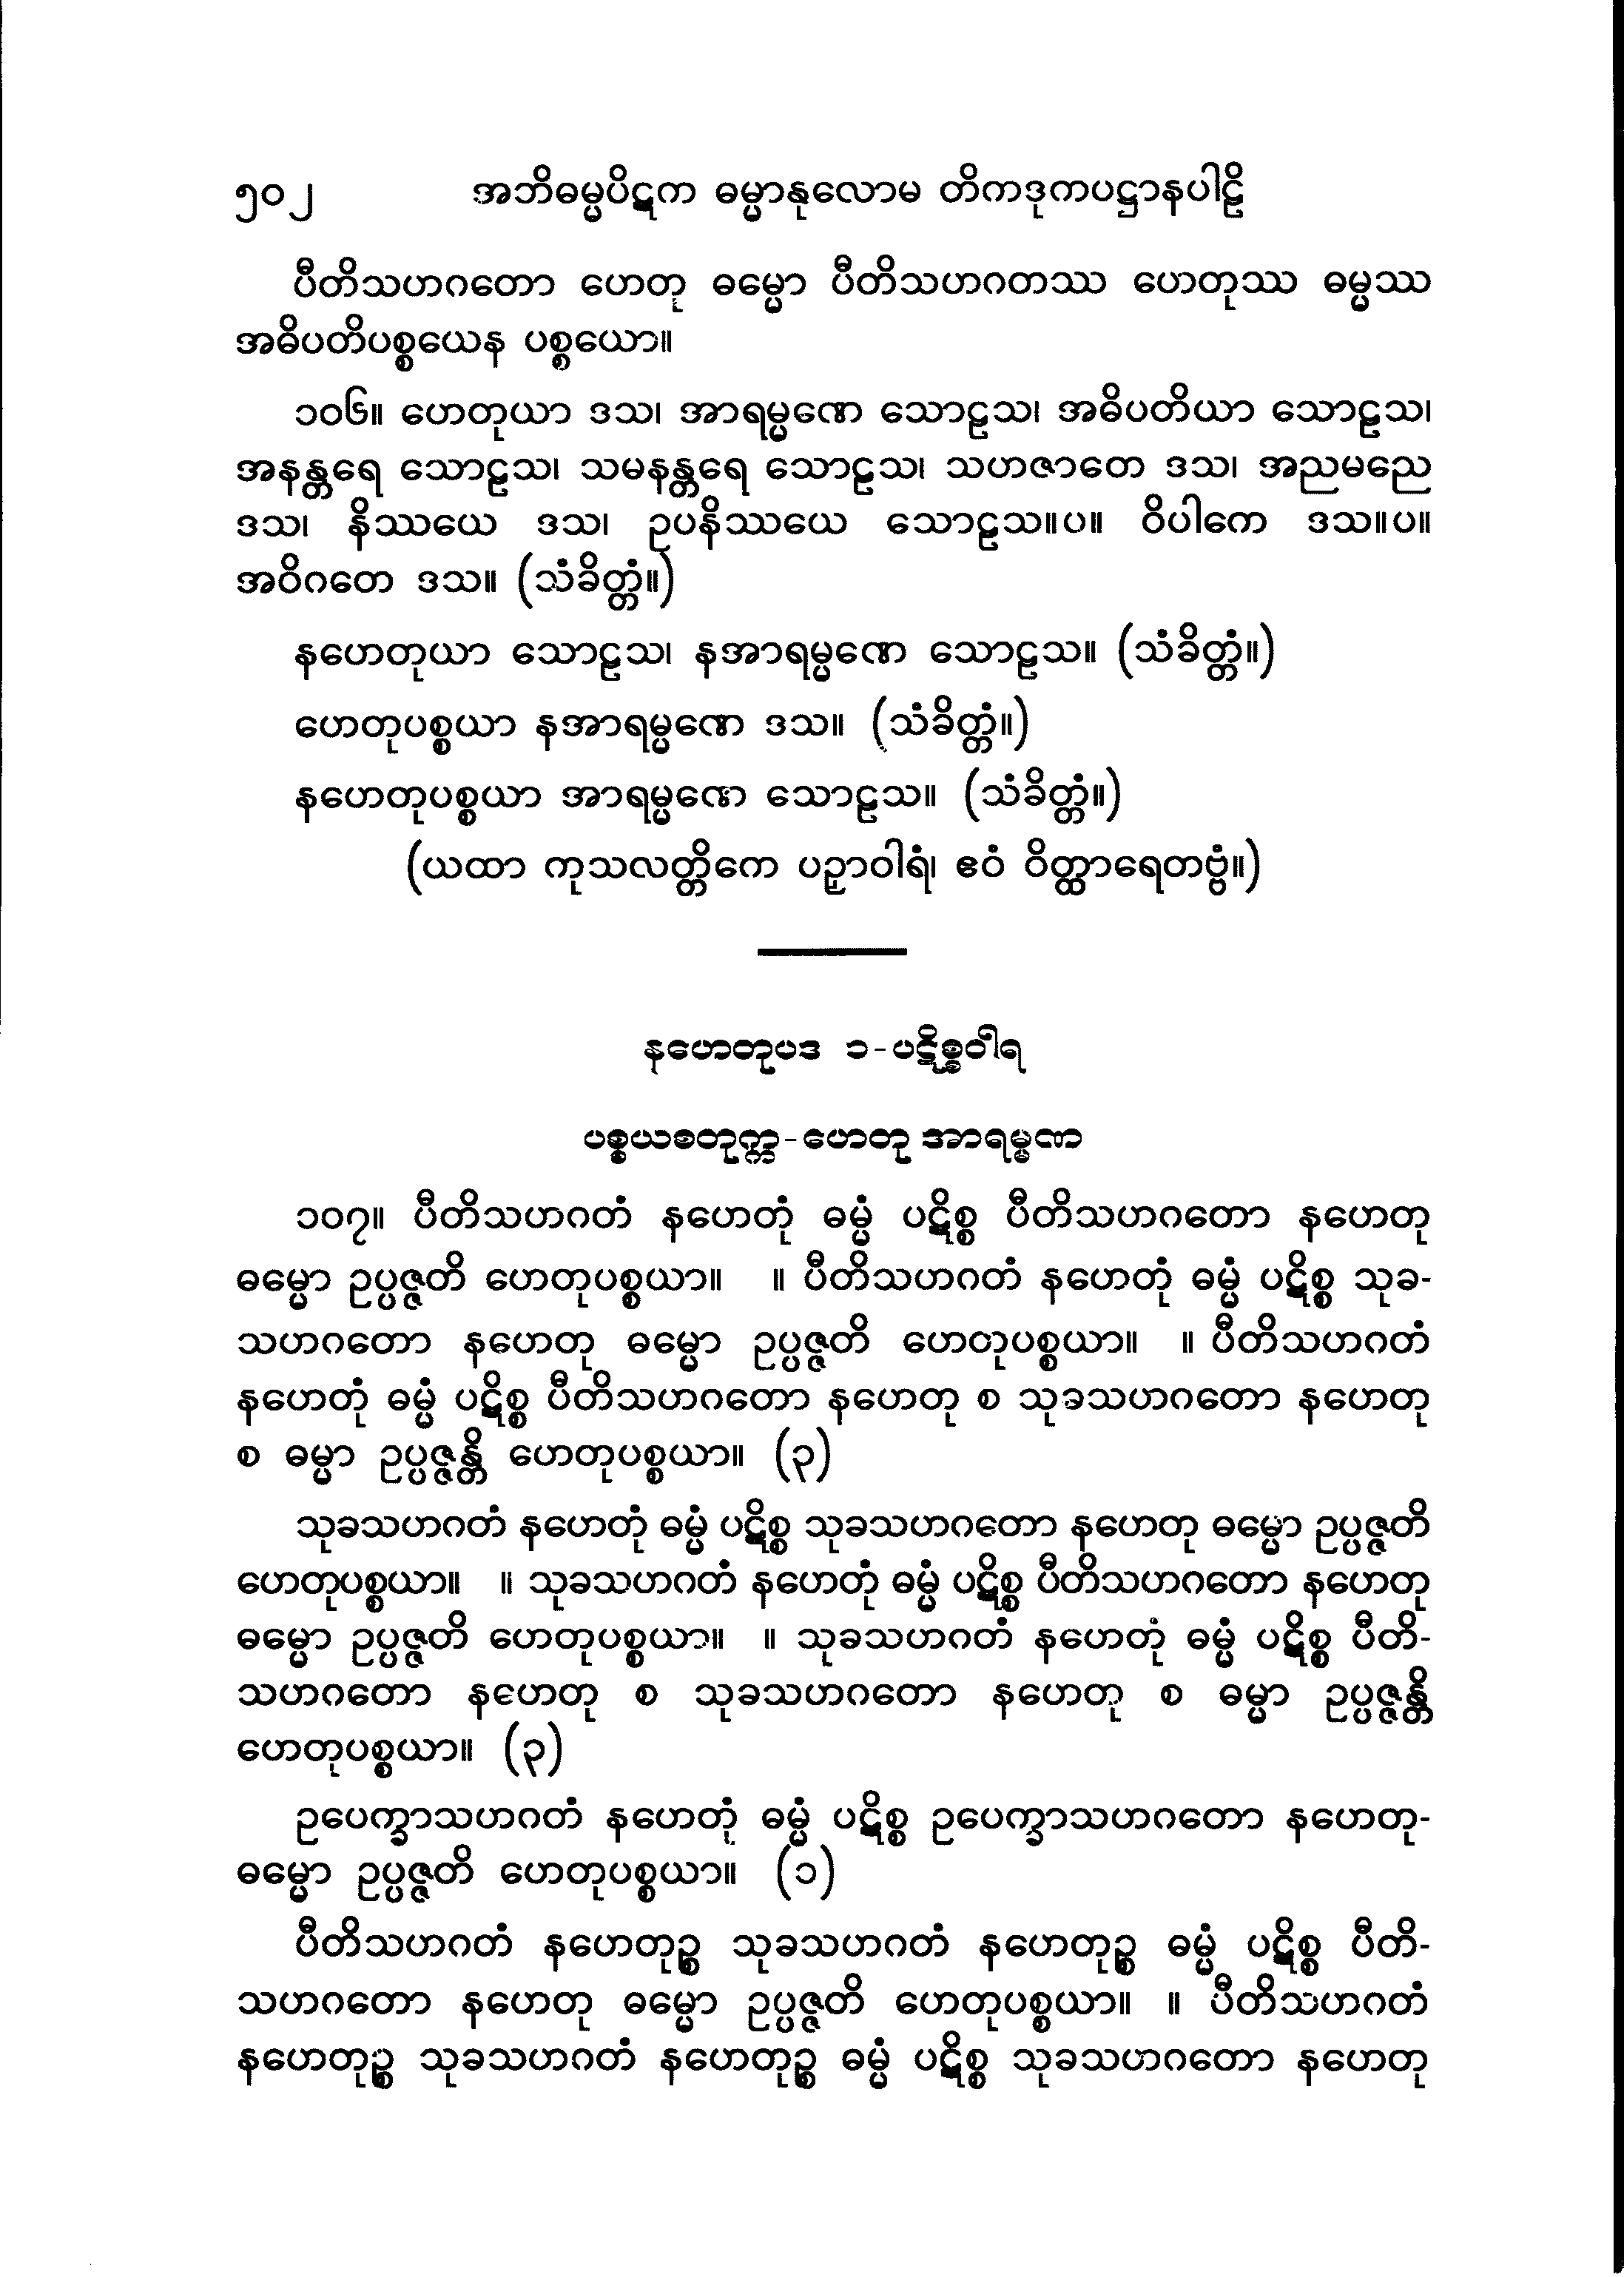 ၅၀၂ အဘိဓမ္မပိဋက ဓမ္မာနုလောမ တိကဒုကပဋ္ဌာနပါဠိ
ပီတိသဟဂတော ဟေတု ဓမ္မော ပီတိသဟဂတဿ ဟေတုဿ ဓမ္မဿ
အဓိပတိပစ္စယေန ပစ္စယော။
၁၀၆။ ဟေတုယာ ဒသ၊ အာရမ္မဏေ သောဠသ၊ အဓိပတိယာ သောဠသ၊
အနန္တရေ သောဠသ၊ သမနန္တရေ သောဠသ၊ သဟဇာတေ ဒသ၊ အညမညေ
ဒသ၊ နိဿယေ ဒသ၊ ဥပနိဿယေ သောဠသ။ပ။ ဝိပါကေ ဒသ။ပ။
အဝိဂတေ ဒသ။ (သံခိတ္တံ။)
နဟေတုယာ သောဠသ၊ နအာရမ္မဏေ သောဠသ။ (သံခိတ္တံ။)
ဟေတုပစ္စယာ နအာရမ္မဏေ ဒသ။ (သံခိတ္တံ။)
နဟေတုပစ္စယာ အာရမ္မဏေ သောဠသ။ (သံခိတ္တံ။)
(ယထာ ကုသလတ္တိကေ ပဉှာဝါရံ၊ ဧဝံ ဝိတ္ထာရေတဗ္ဗံ။)
နဟေတုပဒ ၁-ပဋိစ္စဝါရ
ပစ္စယစတုက္က-ဟေတု အာရမ္မဏ
၁၀၇။ ပီတိသဟဂတံ နဟေတုံ ဓမ္မံ ပဋိစ္စ ပီတိသဟဂတော နဟေတု
ဓမ္မော ဥပ္ပဇ္ဇတိ ဟေတုပစ္စယာ။ ။ ပီတိသဟဂတံ နဟေတုံ ဓမ္မံ ပဋိစ္စ သုခ-
သဟဂတော နဟေတု ဓမ္မော ဥပ္ပဇ္ဇတိ ဟေတုပစ္စယာ။ ။ ပီတိသဟဂတံ
နဟေတုံ ဓမ္မံ ပဋိစ္စ ပီတိသဟဂတော နဟေတု စ သုခသဟဂတော နဟေတု
စ ဓမ္မာ ဥပ္ပဇ္ဇန္တိ ဟေတုပစ္စယာ။ (၃)
သုခသဟဂတံ နဟေတုံ ဓမ္မံ ပဋိစ္စ သုခသဟဂတော နဟေတု ဓမ္မော ဥပ္ပဇ္ဇတိ
ဟေတုပစ္စယာ။ ။ သုခသဟဂတံ နဟေတုံ ဓမ္မံ ပဋိစ္စ ပီတိသဟဂတော နဟေတု
ဓမ္မော ဥပ္ပဇ္ဇတိ ဟေတုပစ္စယာ။ ။ သုခသဟဂတံ နဟေတုံ ဓမ္မံ ပဋိစ္စ ပီတိ-
သဟဂတော နဟေတု စ သုခသဟဂတော နဟေတု စ ဓမ္မာ ဥပ္ပဇ္ဇန္တိ
ဟေတုပစ္စယာ။ (၃)
ဥပေက္ခာသဟဂတံ နဟေတုံ ဓမ္မံ ပဋိစ္စ ဥပေက္ခာသဟဂတော နဟေတု-
ဓမ္မော ဥပ္ပဇ္ဇတိ ဟေတုပစ္စယာ။ (၁)
ပီတိသဟဂတံ နဟေတုဉ္စ သုခသဟဂတံ နဟေတုဉ္စ ဓမ္မံ ပဋိစ္စ ပီတိ-
သဟဂတော နဟေတု ဓမ္မော ဥပ္ပဇ္ဇတိ ဟေတုပစ္စယာ။ ။ ပီတိသဟဂတံ
နဟေတုဉ္စ သုခသဟဂတံ နဟေတုဉ္စ ဓမ္မံ ပဋိစ္စ သုခသဟဂတော နဟေတု